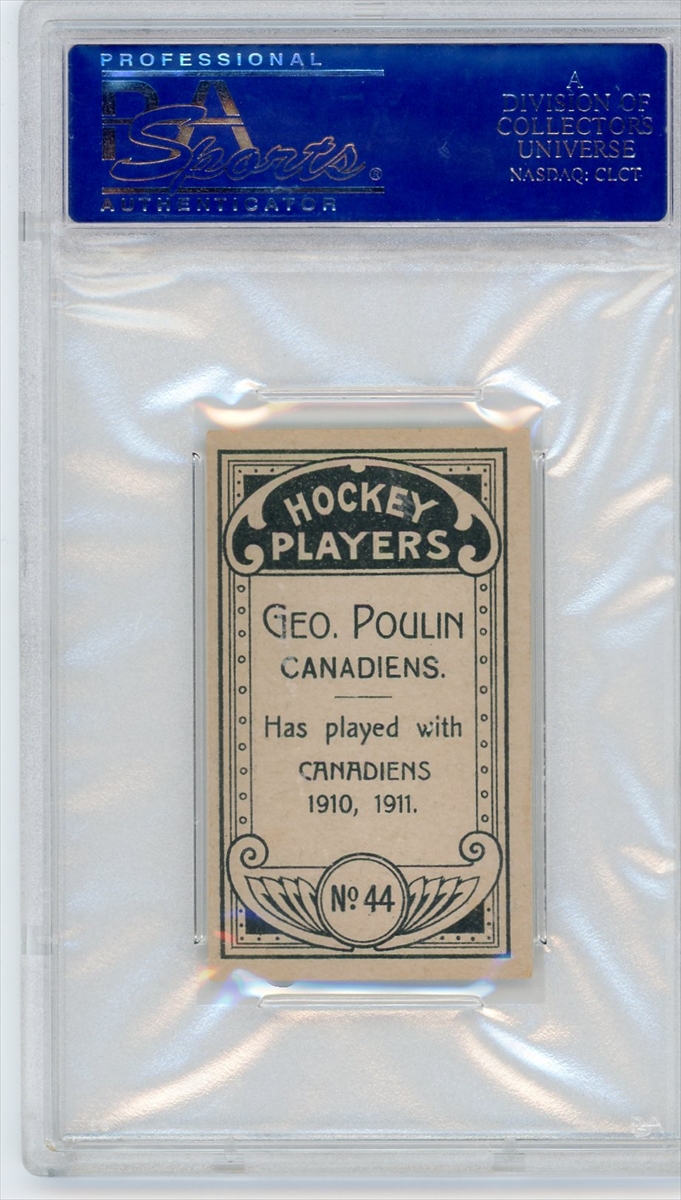 PROFESSIONAL
PSA
Sports®
AUTHENTICATOR
A
DIVISION OF
COLLECTORS
UNIVERSE
NASDAQ: CLCT
HOCKEY
PLAYERS
GEO. POULIN
CANADIENS.
Has played with
CANADIENS
1910, 1911.
Nº 44